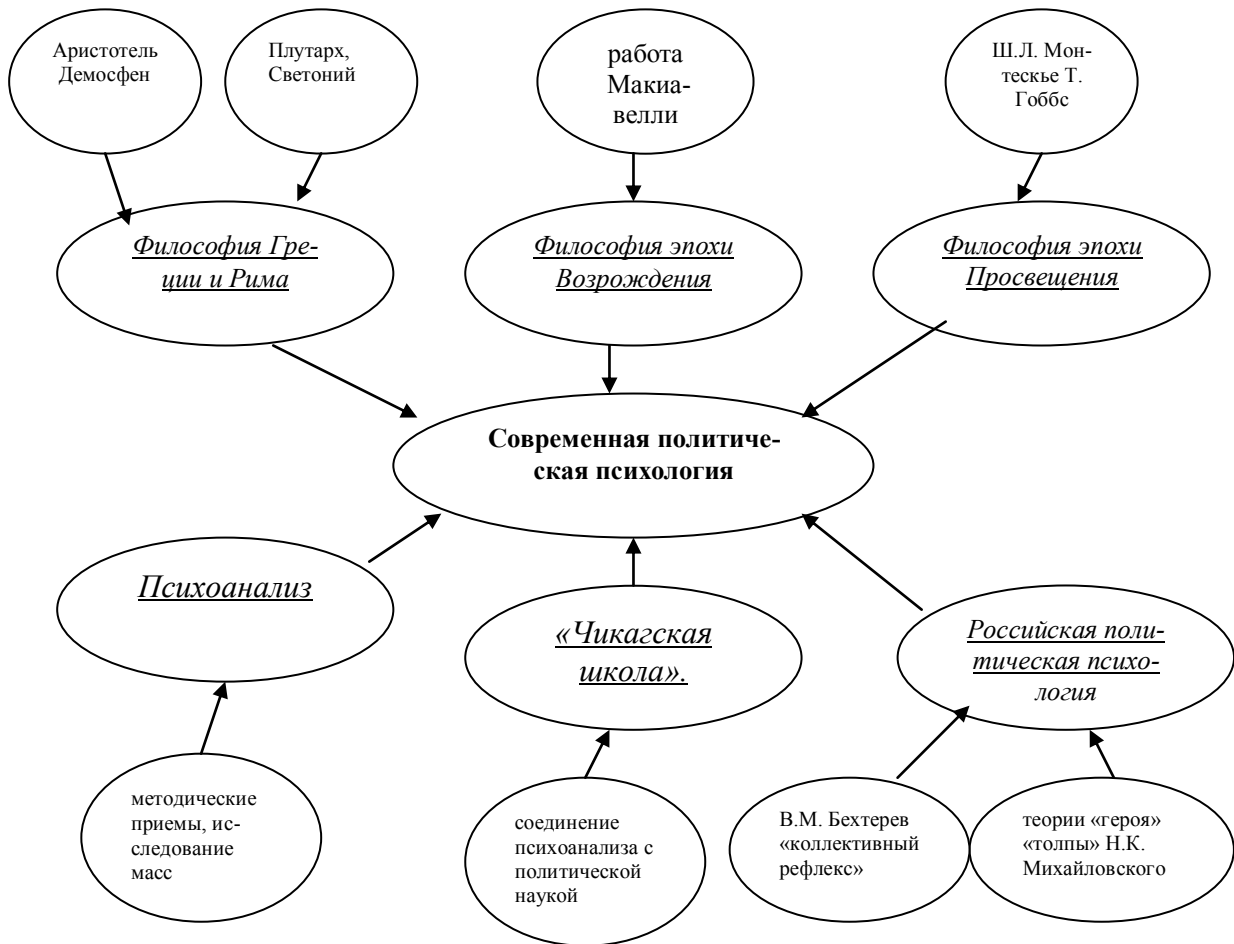 Аристотель
Демосфен
Плутарх,
Светоний
работа
Макиа-
велли
Ш.Л. Мон-
тескье Т.
Гоббс
Философия Гре-
ции и Рима
Философия эпохи
Возрождения
Философия эпохи
Просвещения
Современная политиче-
ская психология
Психоанализ
«Чикагская
школа».
Российская поли-
тическая психо-
логия
методические
приемы, ис-
следование
масс
соединение
психоанализа с
политической
наукой
В.М. Бехтерев
«коллективный
рефлекс»
теории «героя»
«толпы» Н.К.
Михайловского